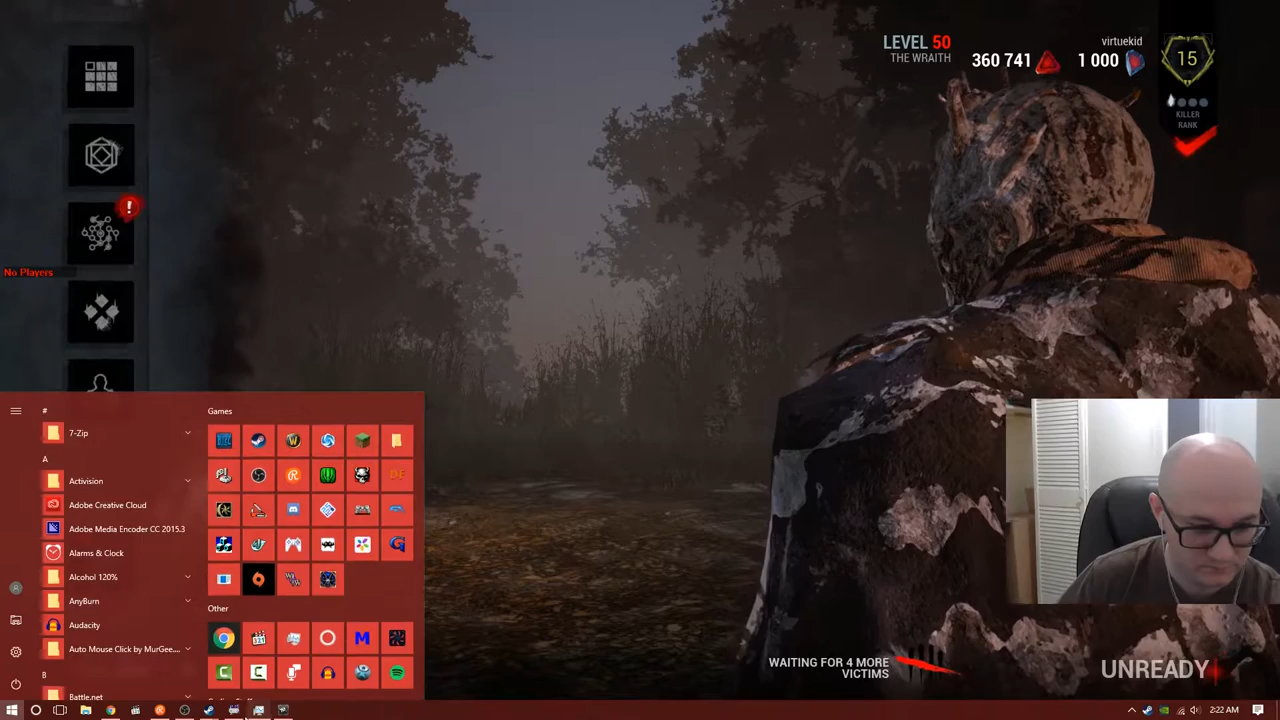 LEVEL 50
THE WRAITH
360 741
virtuekid
1 000
15
KILLER
RANK
No Players
#
7-Zip
A
Activision
Adobe Creative Cloud
Adobe Media Encoder CC 2015.3
Alarms & Clock
Alcohol 120%
AnyBurn
Audacity
Auto Mouse Click by MurGee....
B
Battle.net
Games
Other
WAITING FOR 4 MORE
VICTIMS
UNREADY
2:22 AM